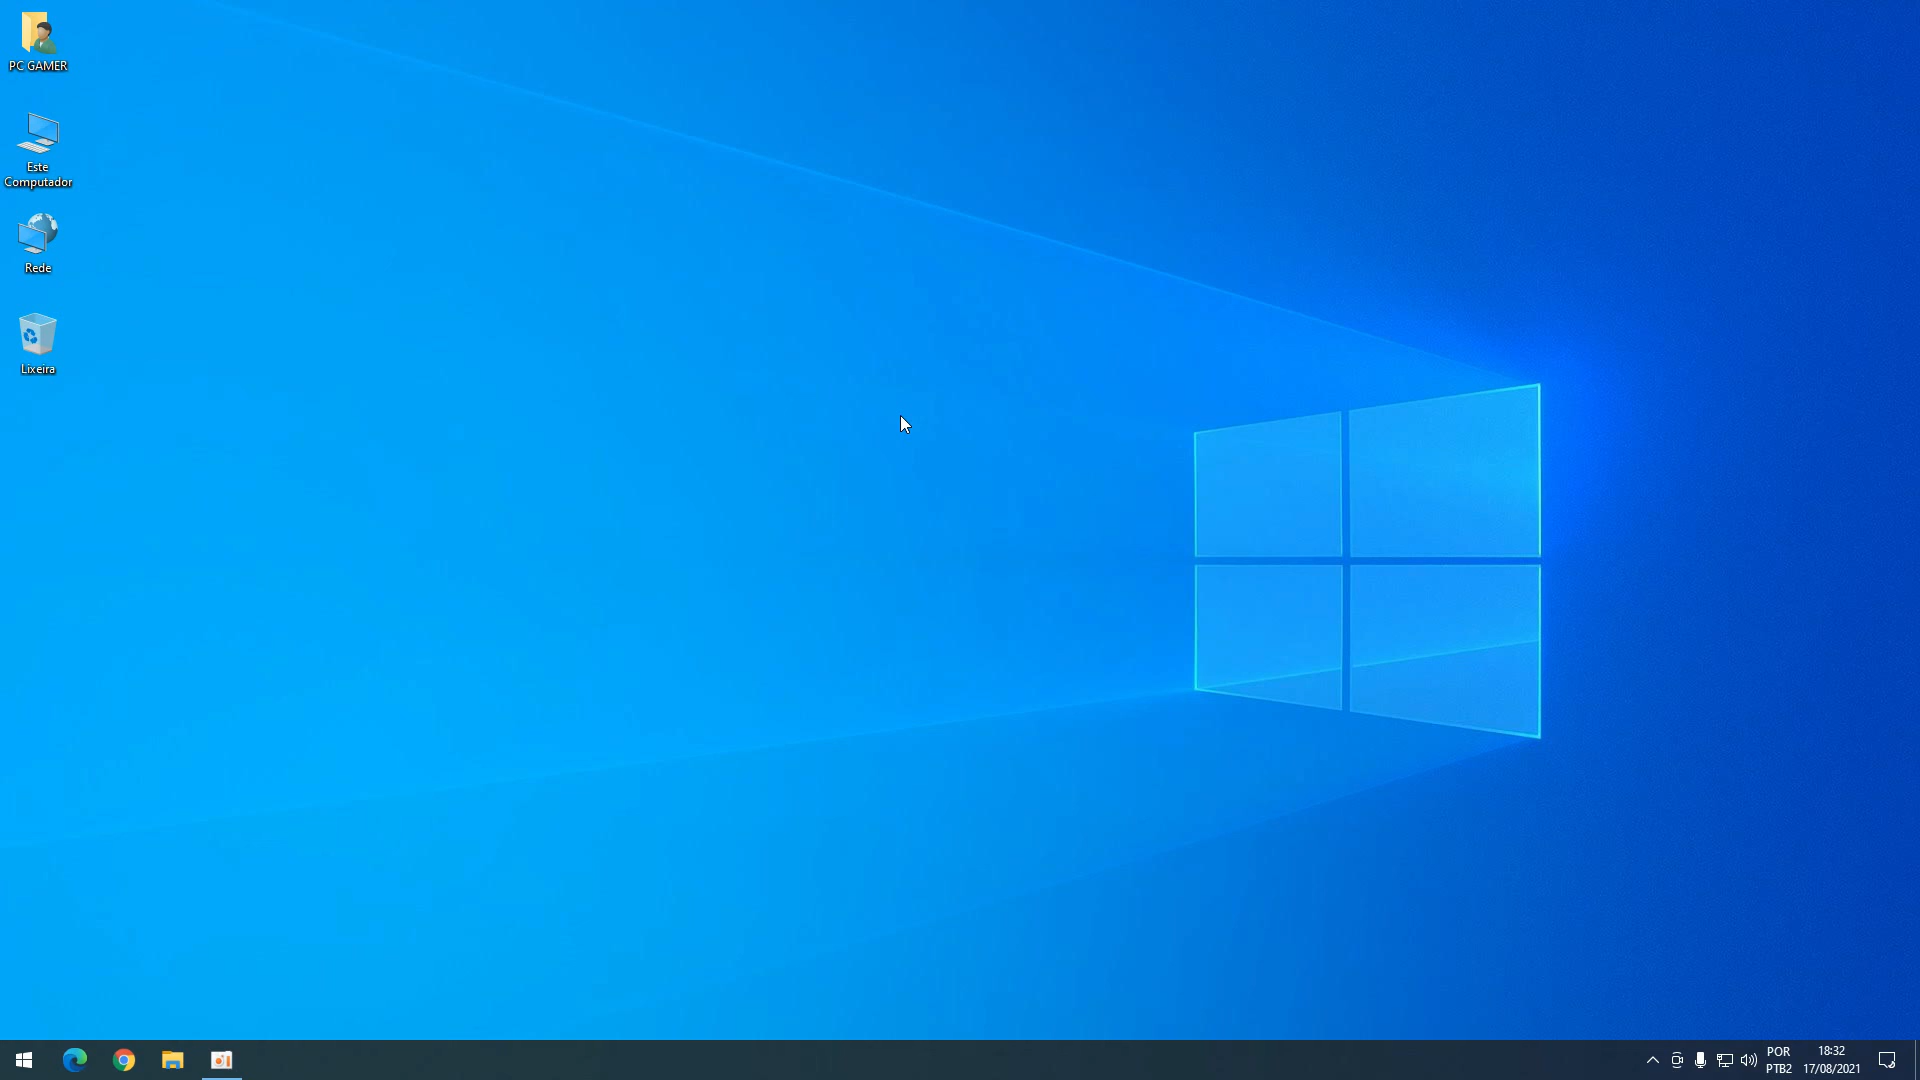 PC GAMER
Este
Computador
Rede
Lixeira
POR
PTB2
18:32
17/08/2021